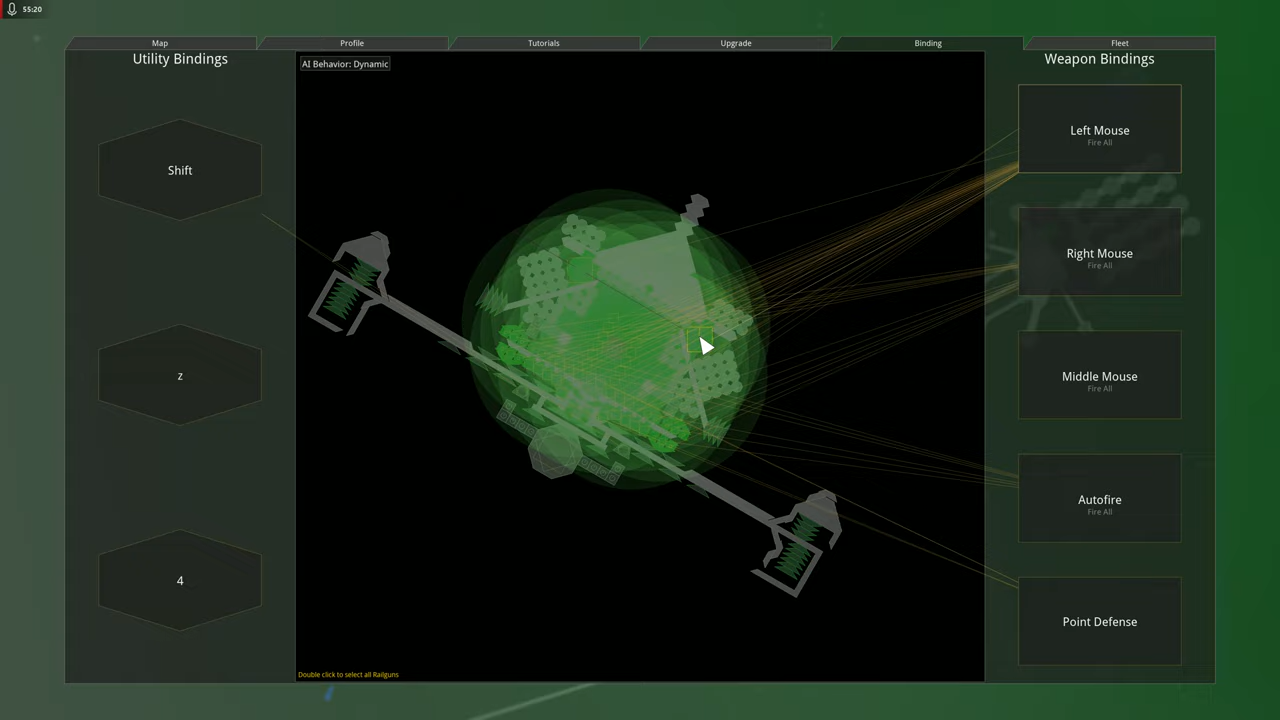 55:20
Map
Profile
Tutorials
Upgrade
Binding
Fleet
Utility Bindings
AI Behavior: Dynamic
Weapon Bindings
Left Mouse
Fire All
Shift
Right Mouse
Fire All
z
Middle Mouse
Fire All
Autofire
Fire All
4
Point Defense
Double click to select all Railguns